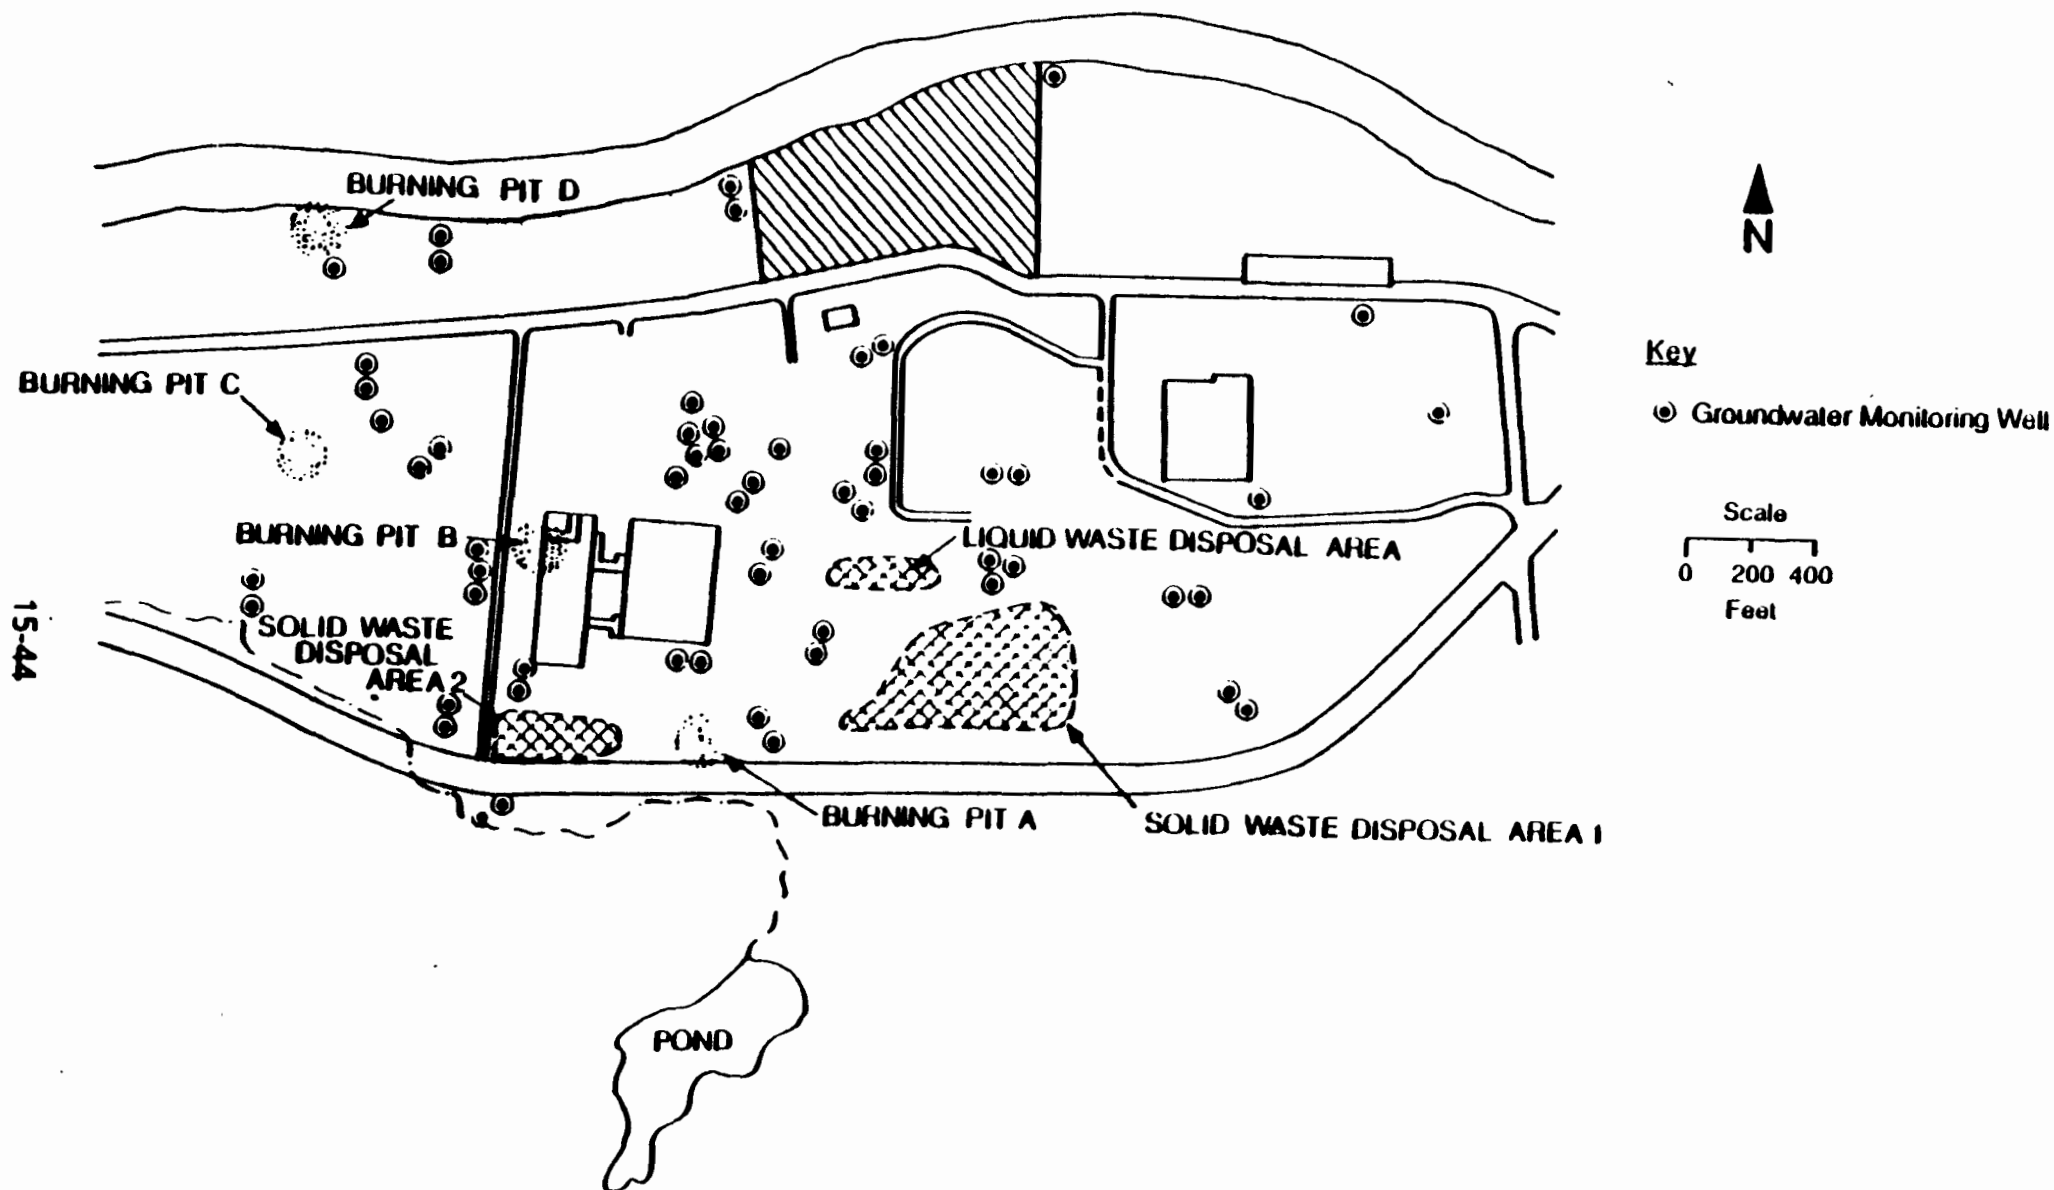 BURNING PIT D
N
Key
Groundwater Monitoring Well
BURNING PIT C
Scale
0 200 400
Feet
BURNING PIT B
LIQUID WASTE DISPOSAL AREA
SOLID WASTE
DISPOSAL
AREA 2
15-44
BURNING PIT A
SOLID WASTE DISPOSAL AREA 1
POND